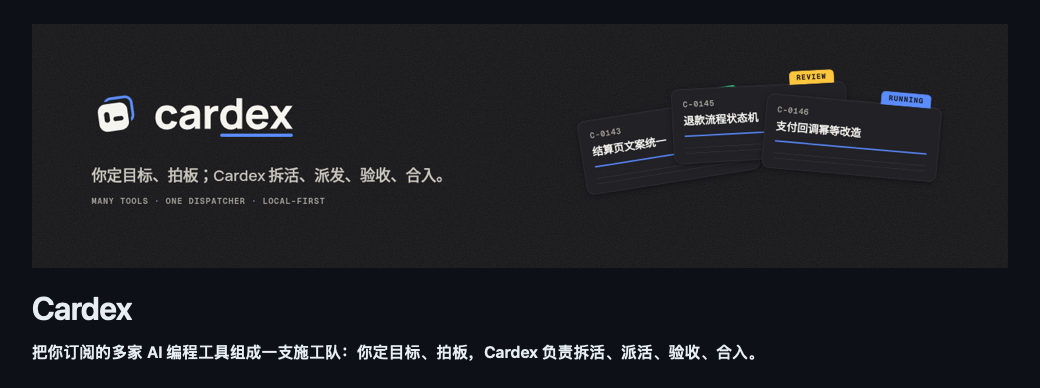 cardex
你定目标、拍板；Cardex 拆活、派发、验收、合入。
MANY TOOLS · ONE DISPATCHER · LOCAL-FIRST
C-0143
结算页文案统一
C-0145
退款流程状态机
REVIEW
C-0146
支付回调幂等改造
RUNNING
Cardex
把你订阅的多家 AI 编程工具组成一支施工队：你定目标、拍板，Cardex 负责拆活、派活、验收、合入。